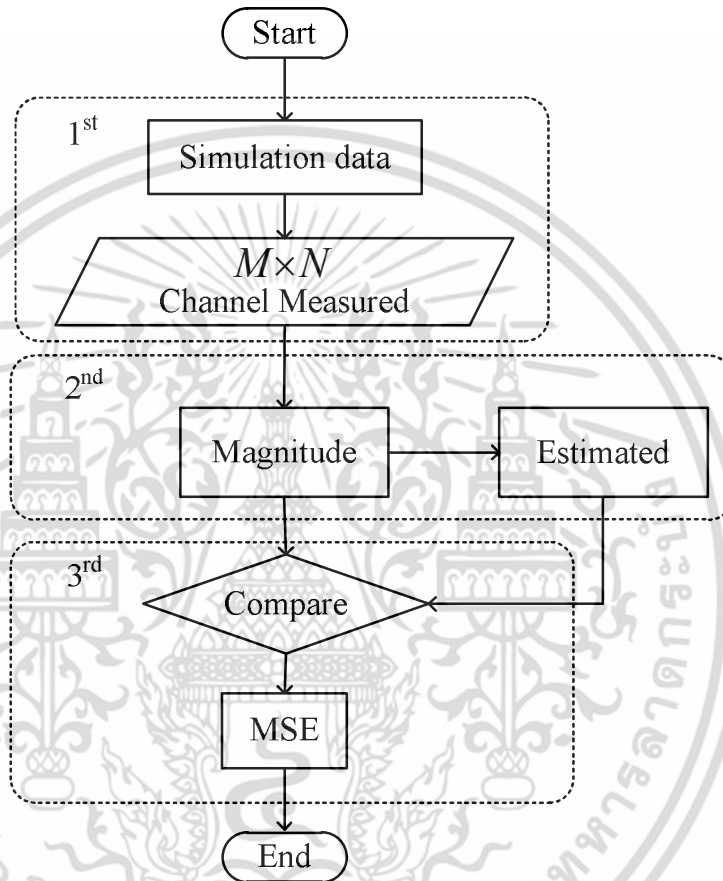 Start
1st
Simulation data
M×N
Channel Measured
2nd
Magnitude
Estimated
3rd
Compare
MSE
End